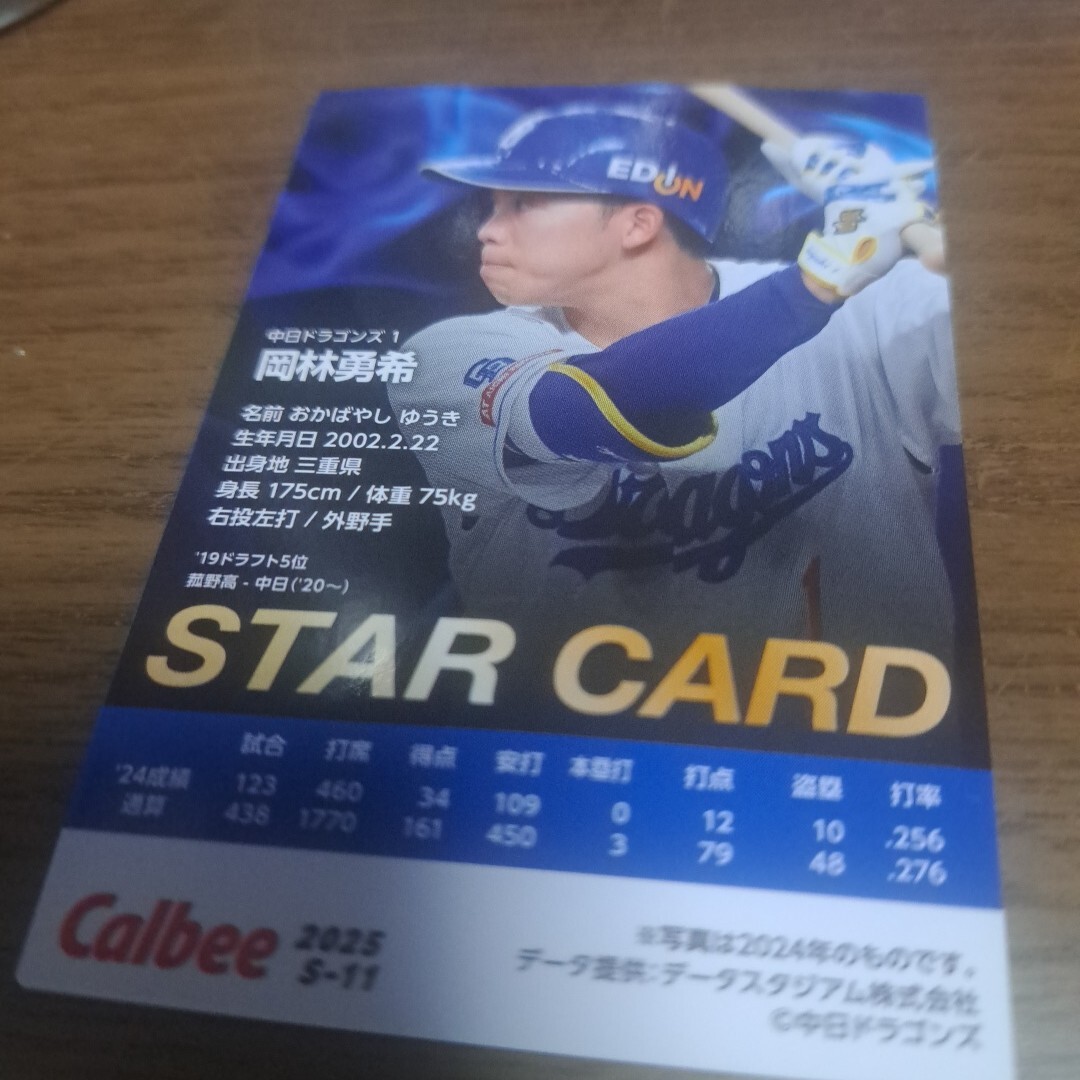 EDION
Dragons
1
中日ドラゴンズ 1
岡林勇希
名前 おかばやし ゆうき
生年月日 2002.2.22
出身地 三重県
身長 175cm / 体重 75kg
右投左打 / 外野手
'19ドラフト5位
菰野高 - 中日('20〜)
STAR CARD
試合 打席 得点 安打 本塁打 打点 盗塁 打率
'24成績 123 460 34 109 0 12 10 .256
通算 438 1770 161 450 3 79 48 .276
Calbee
2025
S-11
※写真は2024年のものです。
データ提供:データスタジアム株式会社
©中日ドラゴンズ